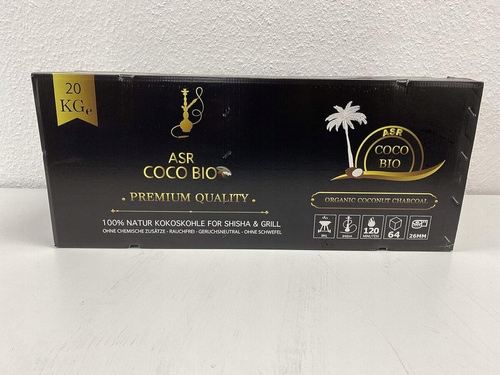 20
KG
ASR
COCO BIO
PREMIUM QUALITY
100% NATUR KOKOSKOHLE FOR SHISHA & GRILL
OHNE CHEMISCHE ZUSÄTZE - RAUCHFREI - GERUCHSNEUTRAL - OHNE SCHWEFEL
ASR
COCO
BIO
ORGANIC COCONUT CHARCOAL
120
64
26MM